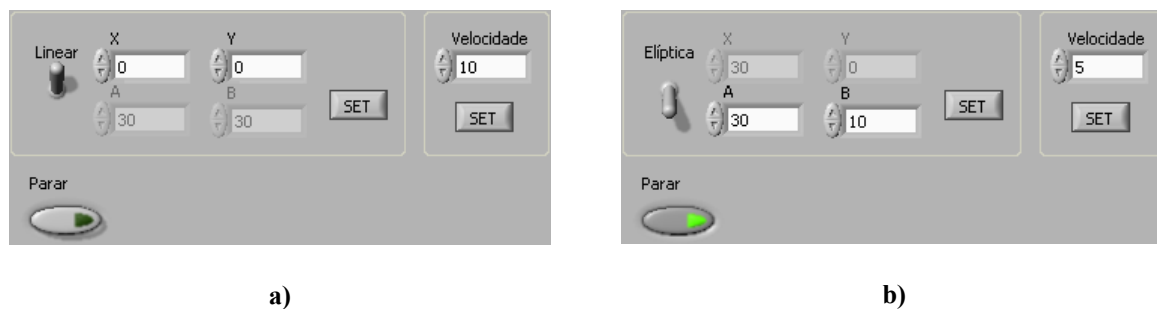 X Y Velocidade
Linear 0 0 10
A B
30 30 SET SET
Parar
X Y Velocidade
Elíptica 30 0 5
A B
30 10 SET SET
Parar
a) b)